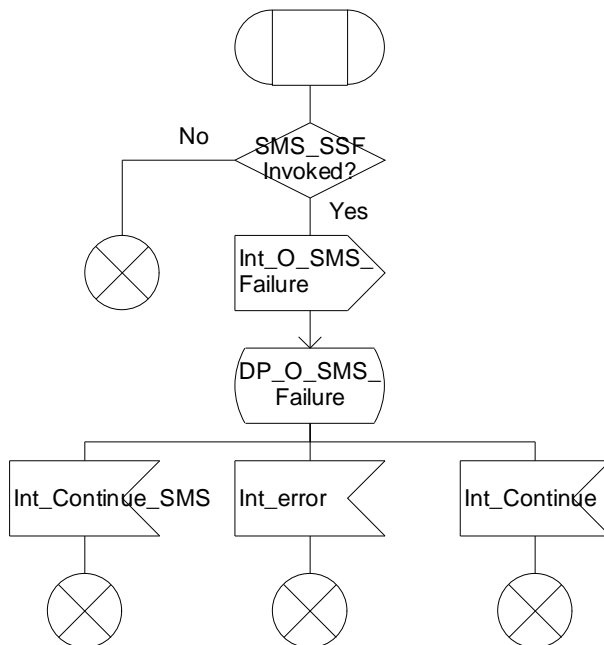 No
SMS_SSF
Invoked?
Yes
Int_O_SMS_
Failure
DP_O_SMS_
Failure
Int_Continue_SMS
Int_error
Int_Continue